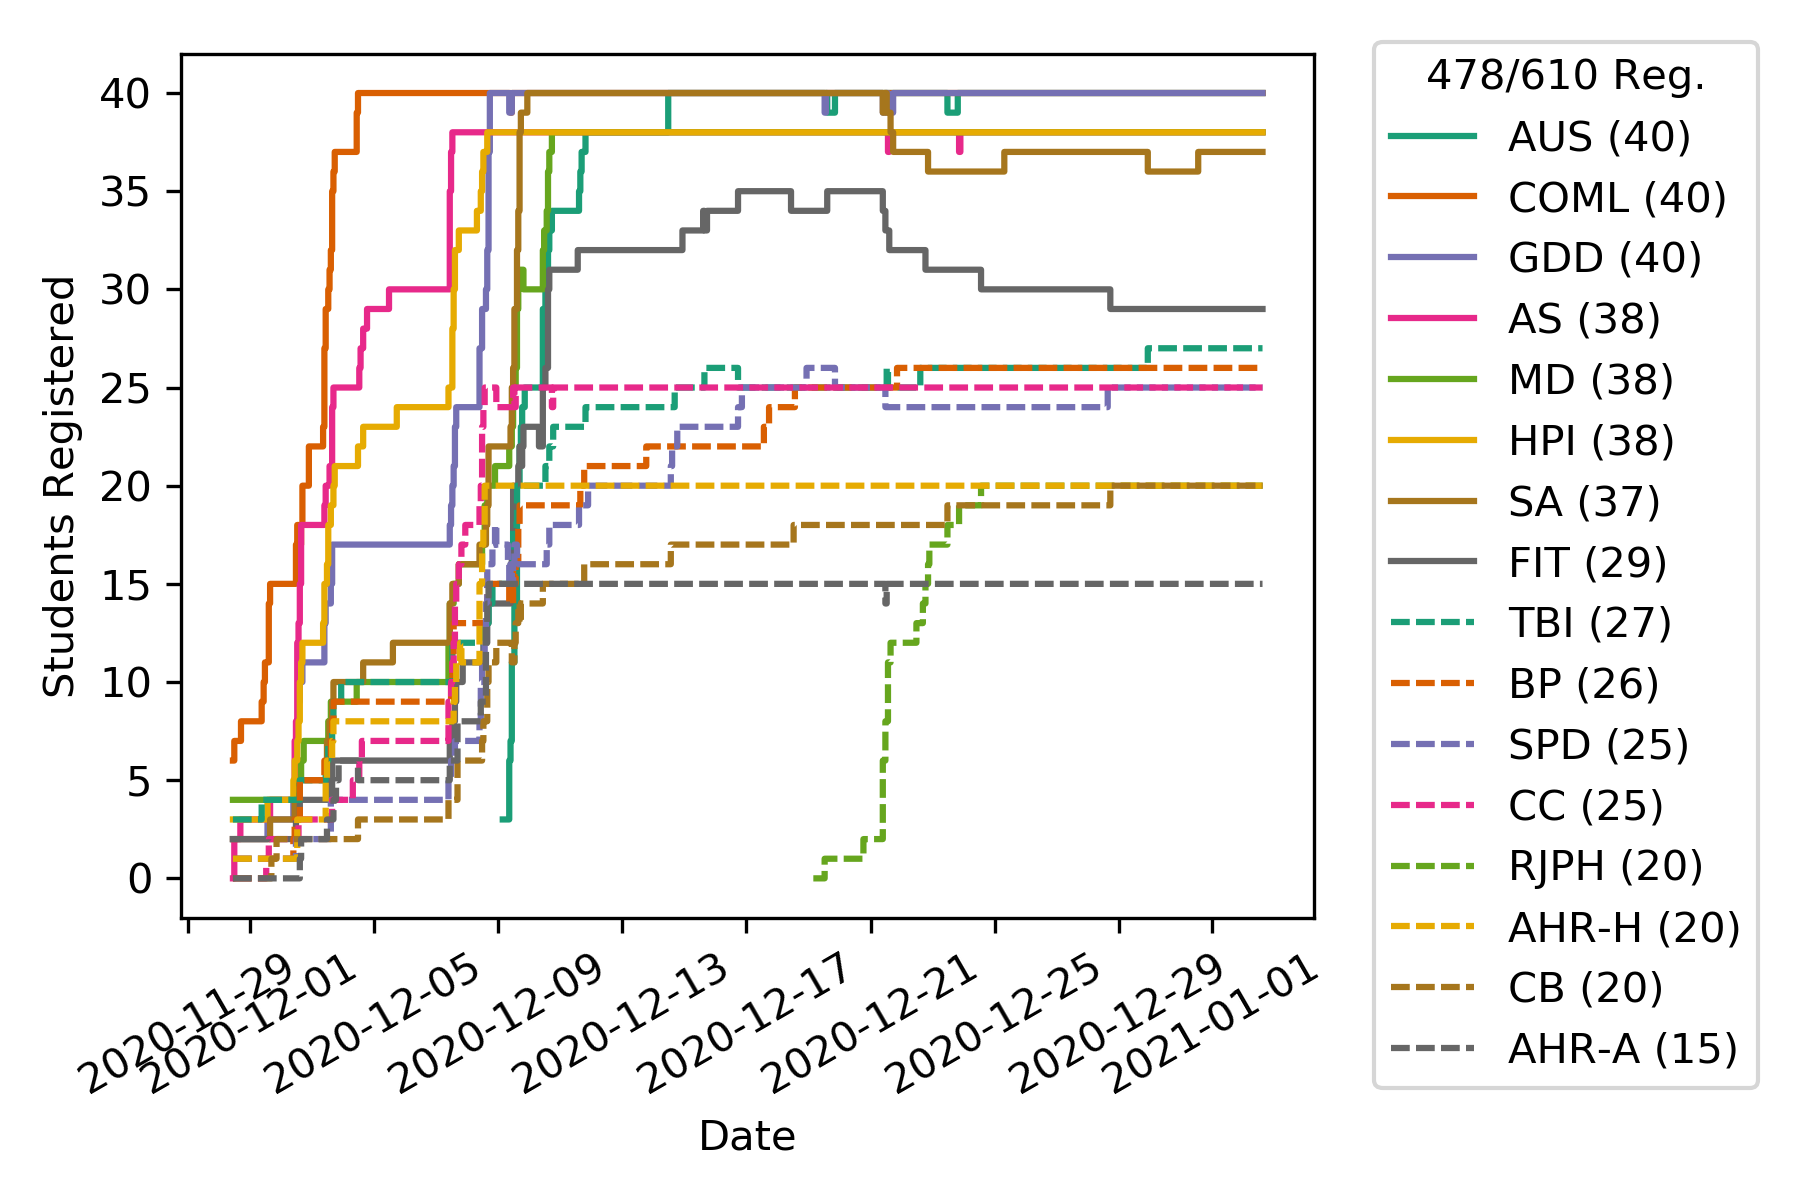 40
35
30
25
20
15
10
5
0
Students Registered
2020-11-29
2020-12-01
2020-12-05
2020-12-09
2020-12-13
2020-12-17
2020-12-21
2020-12-25
2020-12-29
2021-01-01
Date
478/610 Reg.
AUS (40)
COML (40)
GDD (40)
AS (38)
MD (38)
HPI (38)
SA (37)
FIT (29)
TBI (27)
BP (26)
SPD (25)
CC (25)
RJPH (20)
AHR-H (20)
CB (20)
AHR-A (15)